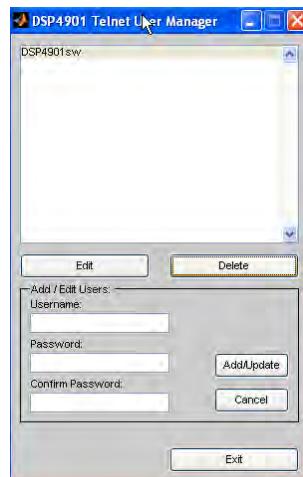 DSP4901 Telnet User Manager
DSP4901sw
Edit
Delete
Add / Edit Users:
Username:
Password:
Add/Update
Confirm Password:
Cancel
Exit